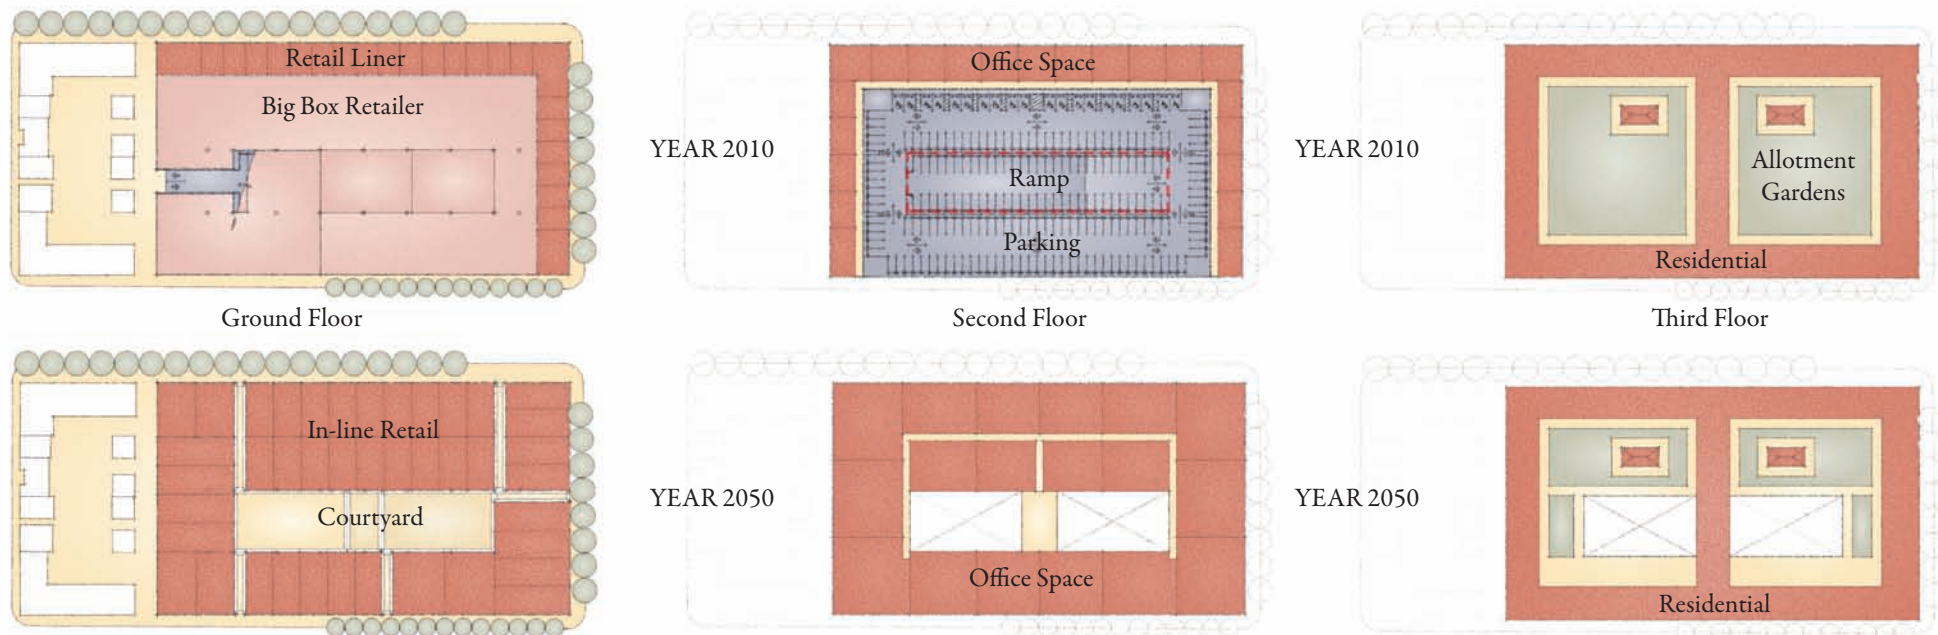 Retail Liner
Big Box Retailer
Office Space
Ramp
Parking
Allotment
Gardens
Residential
YEAR 2010
YEAR 2010
Ground Floor
Second Floor
Third Floor
In-line Retail
Courtyard
YEAR 2050
Office Space
YEAR 2050
Residential